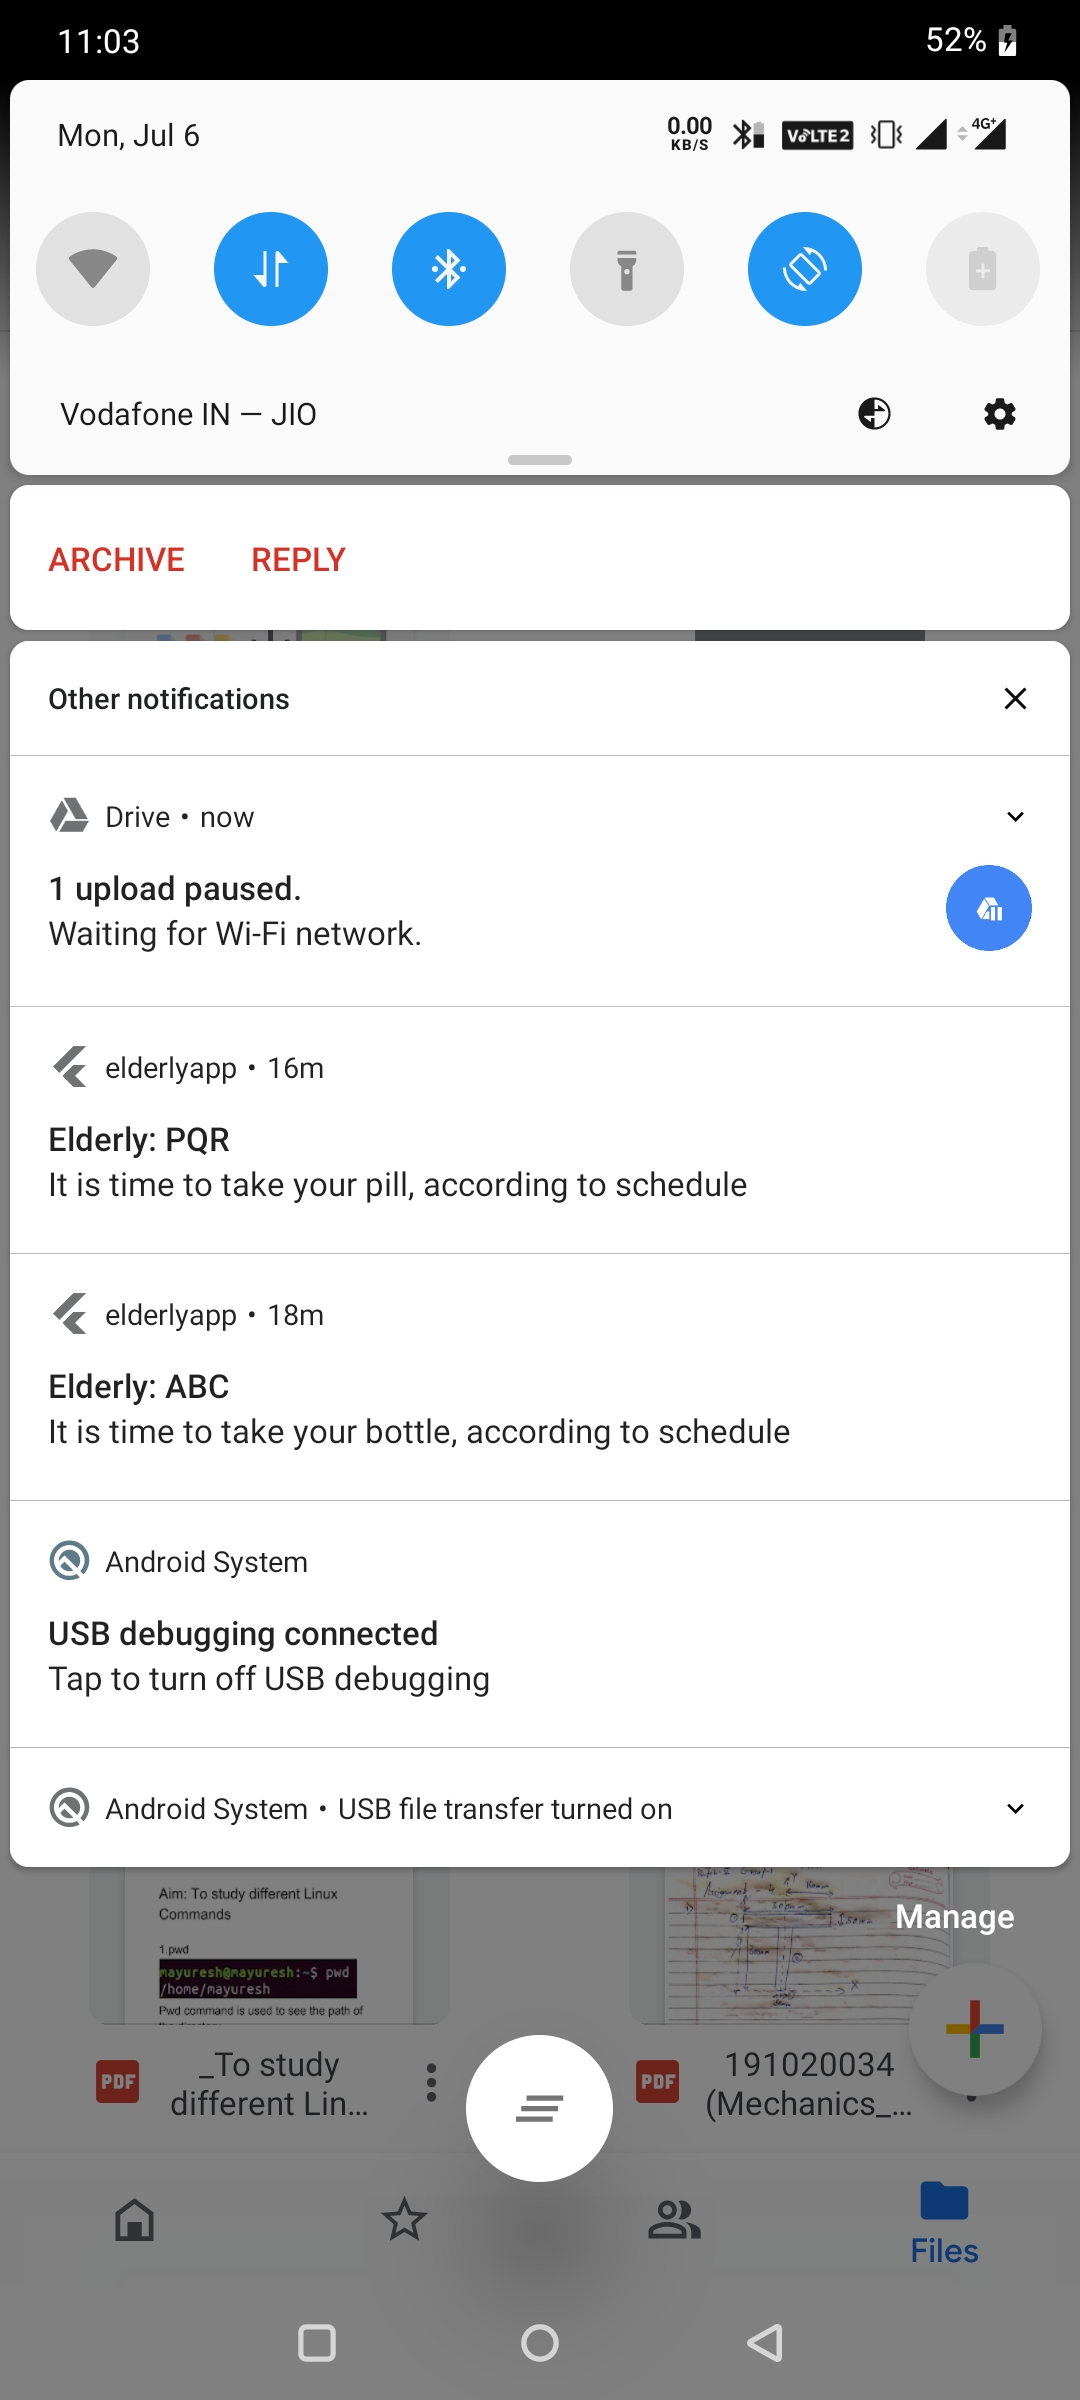 11:03
52%
Mon, Jul 6
0.00
KB/S
VoLTE2
4G+
Vodafone IN — JIO
ARCHIVE REPLY
Other notifications
Drive • now
1 upload paused.
Waiting for Wi-Fi network.
elderlyapp • 16m
Elderly: PQR
It is time to take your pill, according to schedule
elderlyapp • 18m
Elderly: ABC
It is time to take your bottle, according to schedule
Android System
USB debugging connected
Tap to turn off USB debugging
Android System • USB file transfer turned on
Manage
Aim: To study different Linux
Commands
1.pwd
mayuresh@mayuresh:~$ pwd
/home/mayuresh
Pwd command is used to see the path of
PDF
_To study
different Lin...
PDF
191020034
(Mechanics_...
Files